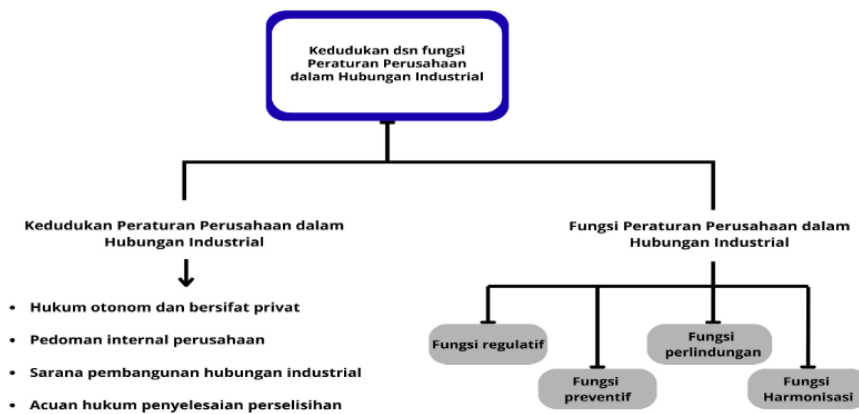 Kedudukan dsn fungsi
Peraturan Perusahaan
dalam Hubungan Industrial
Kedudukan Peraturan Perusahaan dalam
Hubungan Industrial
• Hukum otonom dan bersifat privat
• Pedoman internal perusahaan
• Sarana pembangunan hubungan industrial
• Acuan hukum penyelesaian perselisihan
Fungsi Peraturan Perusahaan dalam
Hubungan Industrial
Fungsi regulatif
Fungsi
preventif
Fungsi
perlindungan
Fungsi
Harmonisasi